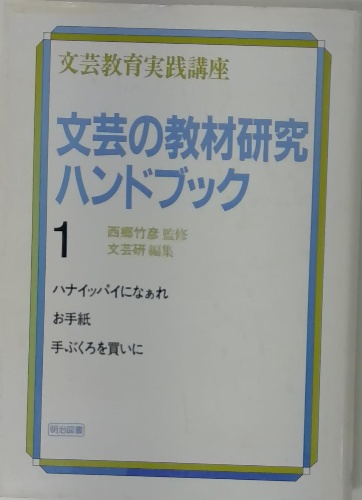 文芸教育実践講座
文芸の教材研究
ハンドブック
1
西郷竹彦 監修
文芸研 編集
ハナイッパイになぁれ
お手紙
手ぶくろを買いに
明治図書